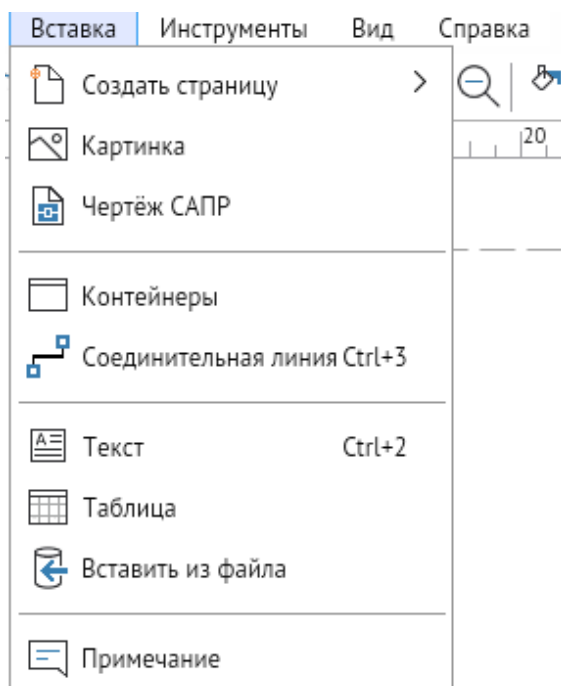 Вставка Инструменты Вид Справка
Создать страницу
20
Картинка
Чертёж САПР
Контейнеры
Соединительная линия Ctrl+3
Текст Ctrl+2
Таблица
Вставить из файла
Примечание